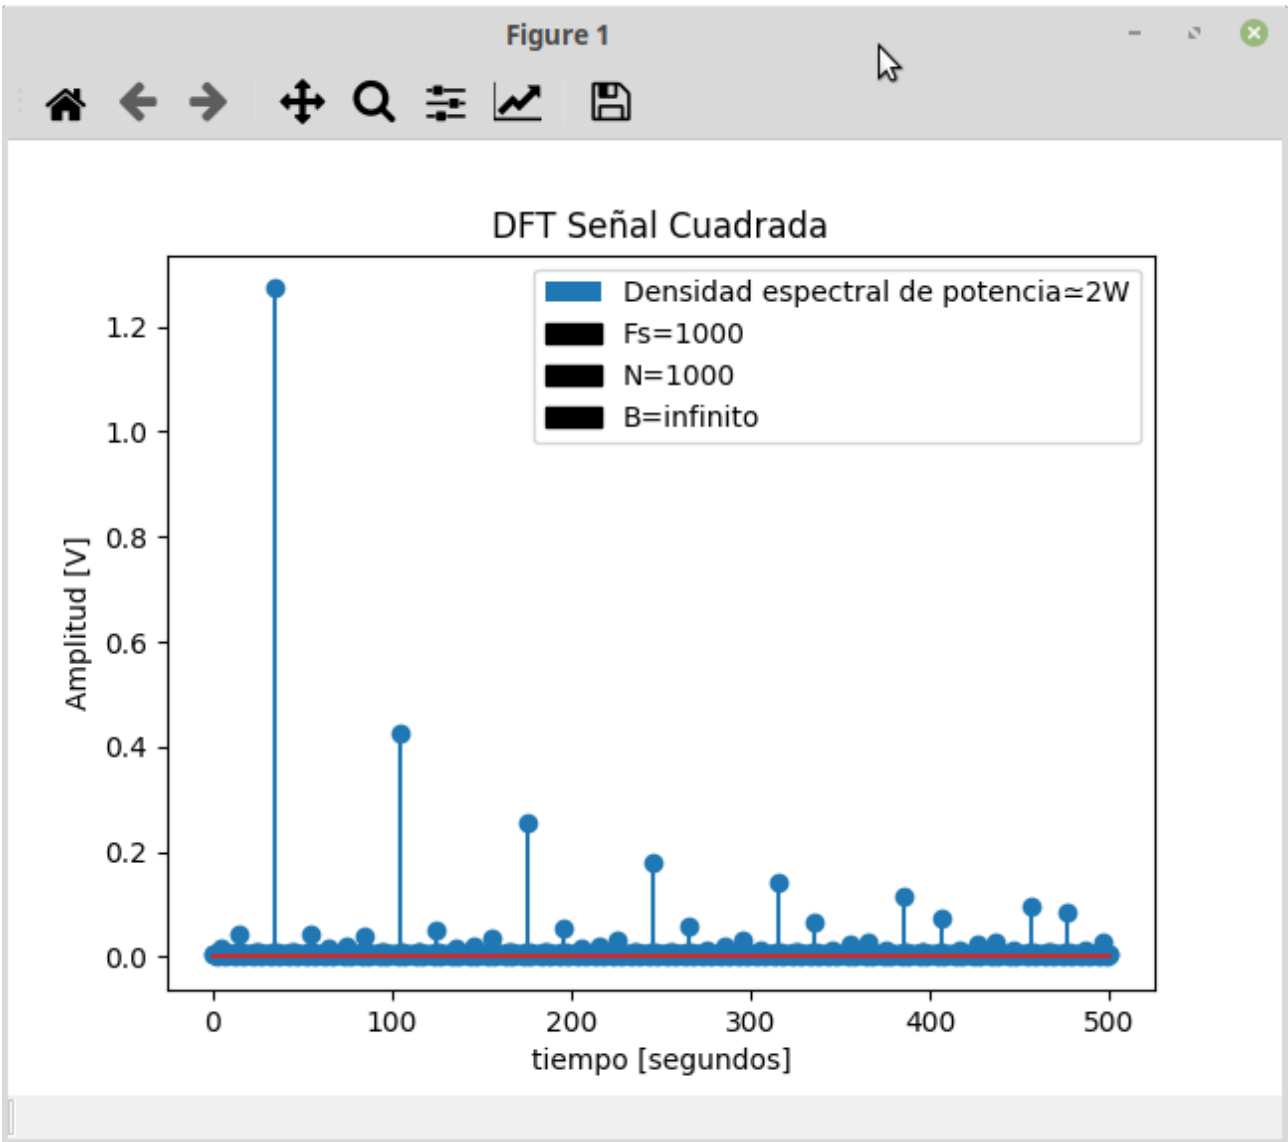 Figure 1
DFT Señal Cuadrada
Densidad espectral de potencia≃2W
Fs=1000
N=1000
B=infinito
Amplitud [V]
1.2
1.0
0.8
0.6
0.4
0.2
0.0
0 100 200 300 400 500
tiempo [segundos]